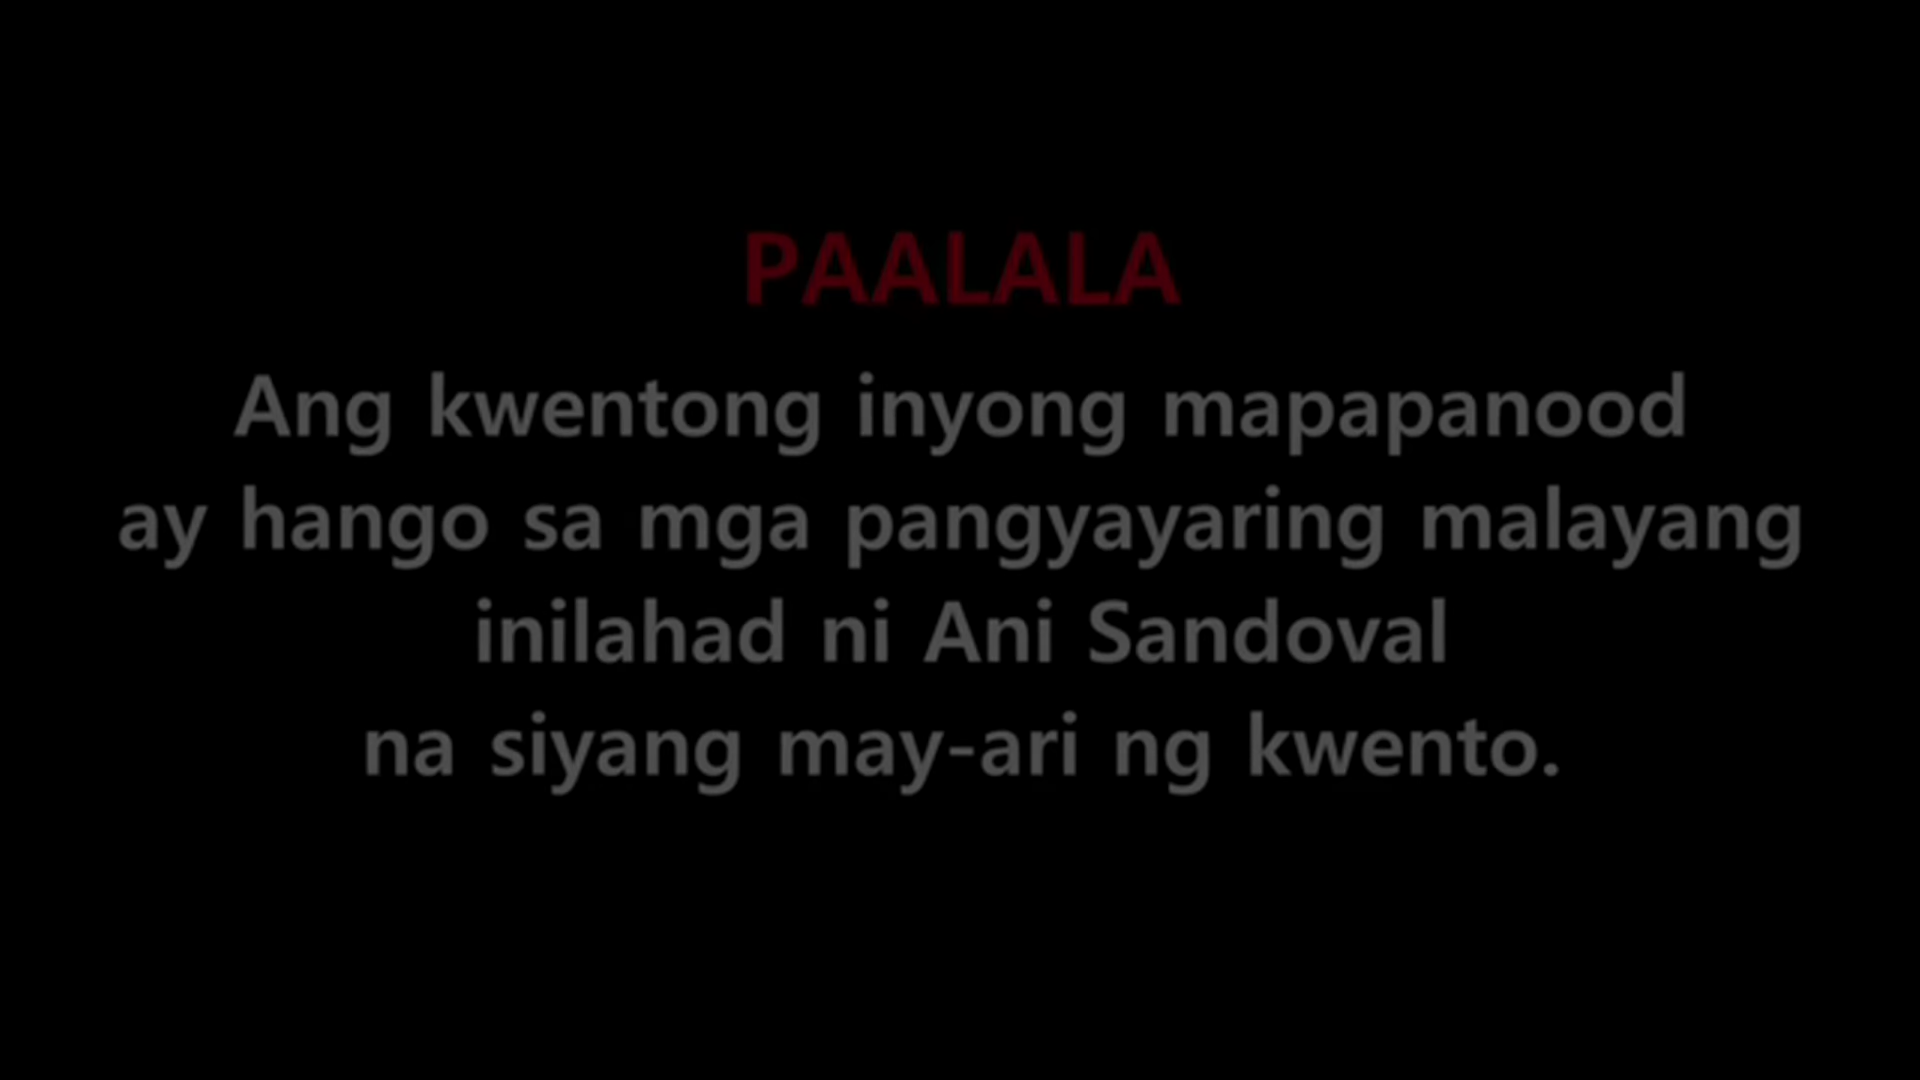 PAALALA
Ang kwentong inyong mapapanood
ay hango sa mga pangyayaring malayang
inilahad ni Ani Sandoval
na siyang may-ari ng kwento.